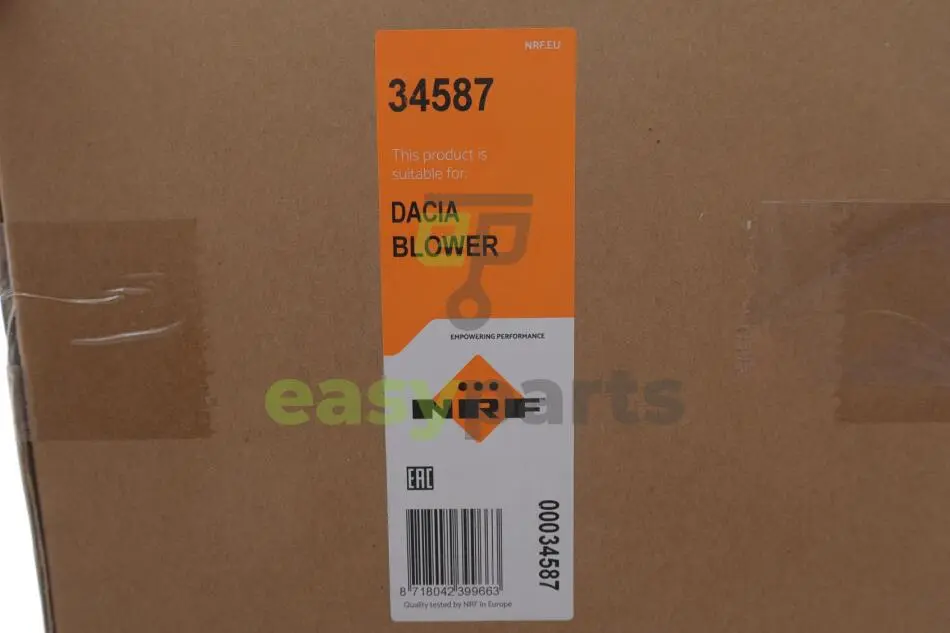 NRF.EU
34587
This product is
suitable for:
DACIA
BLOWER
EMPOWERING PERFORMANCE
NRF
easyparts
EAC
00034587
8 718042 399663
Quality tested by NRF in Europe